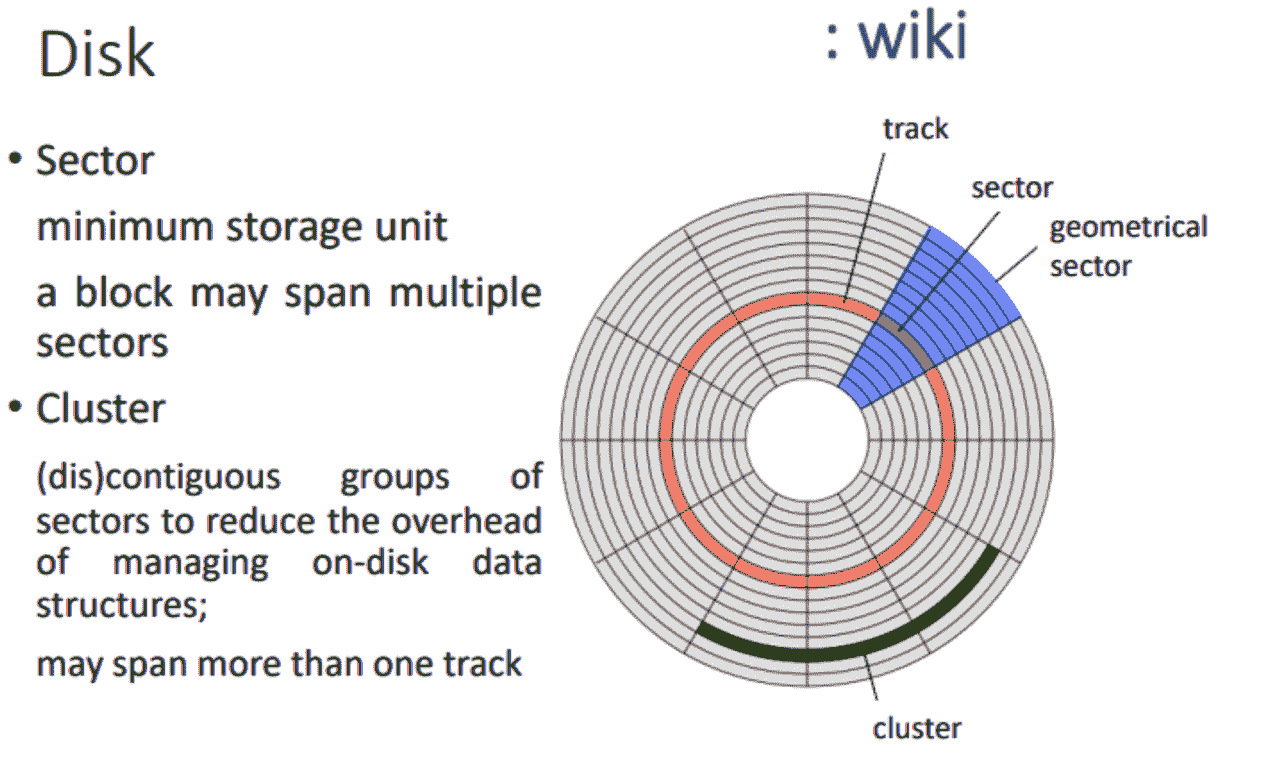 Disk
: wiki
• Sector
minimum storage unit
a block may span multiple
sectors
• Cluster
(dis)contiguous groups of
sectors to reduce the overhead
of managing on-disk data
structures;
may span more than one track
track
sector
geometrical
sector
cluster